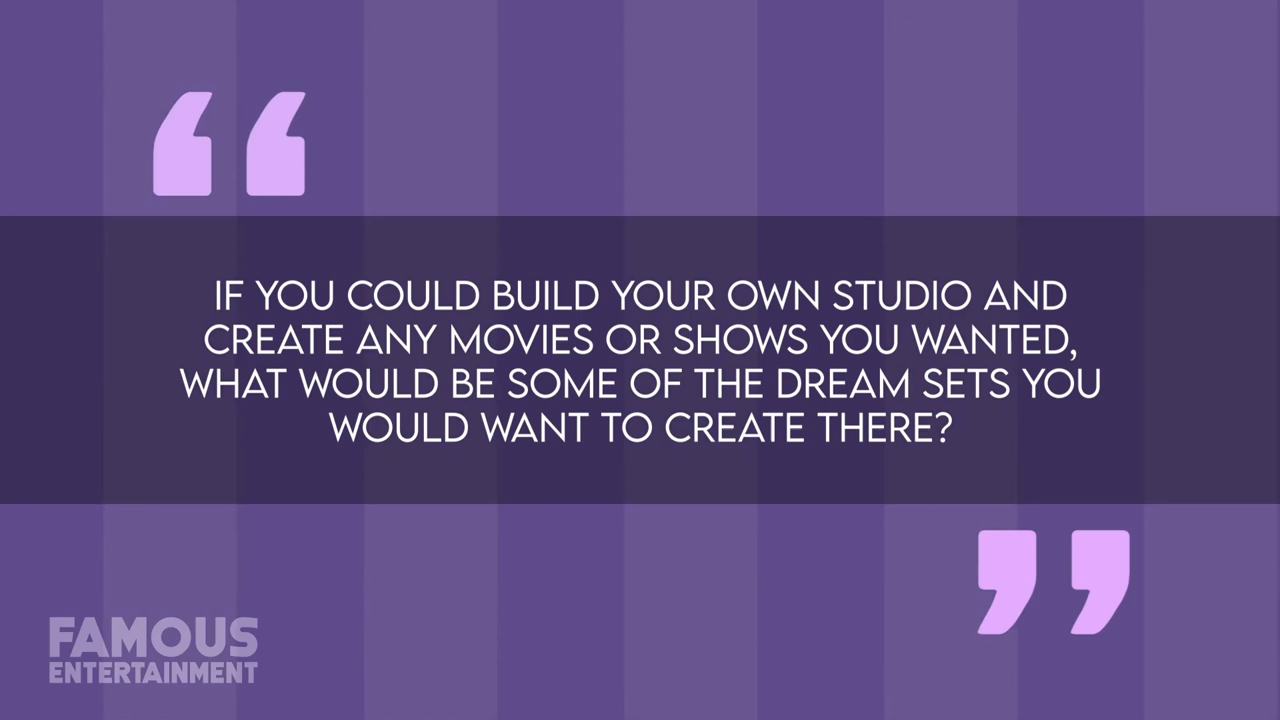 “
IF YOU COULD BUILD YOUR OWN STUDIO AND
CREATE ANY MOVIES OR SHOWS YOU WANTED,
WHAT WOULD BE SOME OF THE DREAM SETS YOU
WOULD WANT TO CREATE THERE?
”
FAMOUS
ENTERTAINMENT